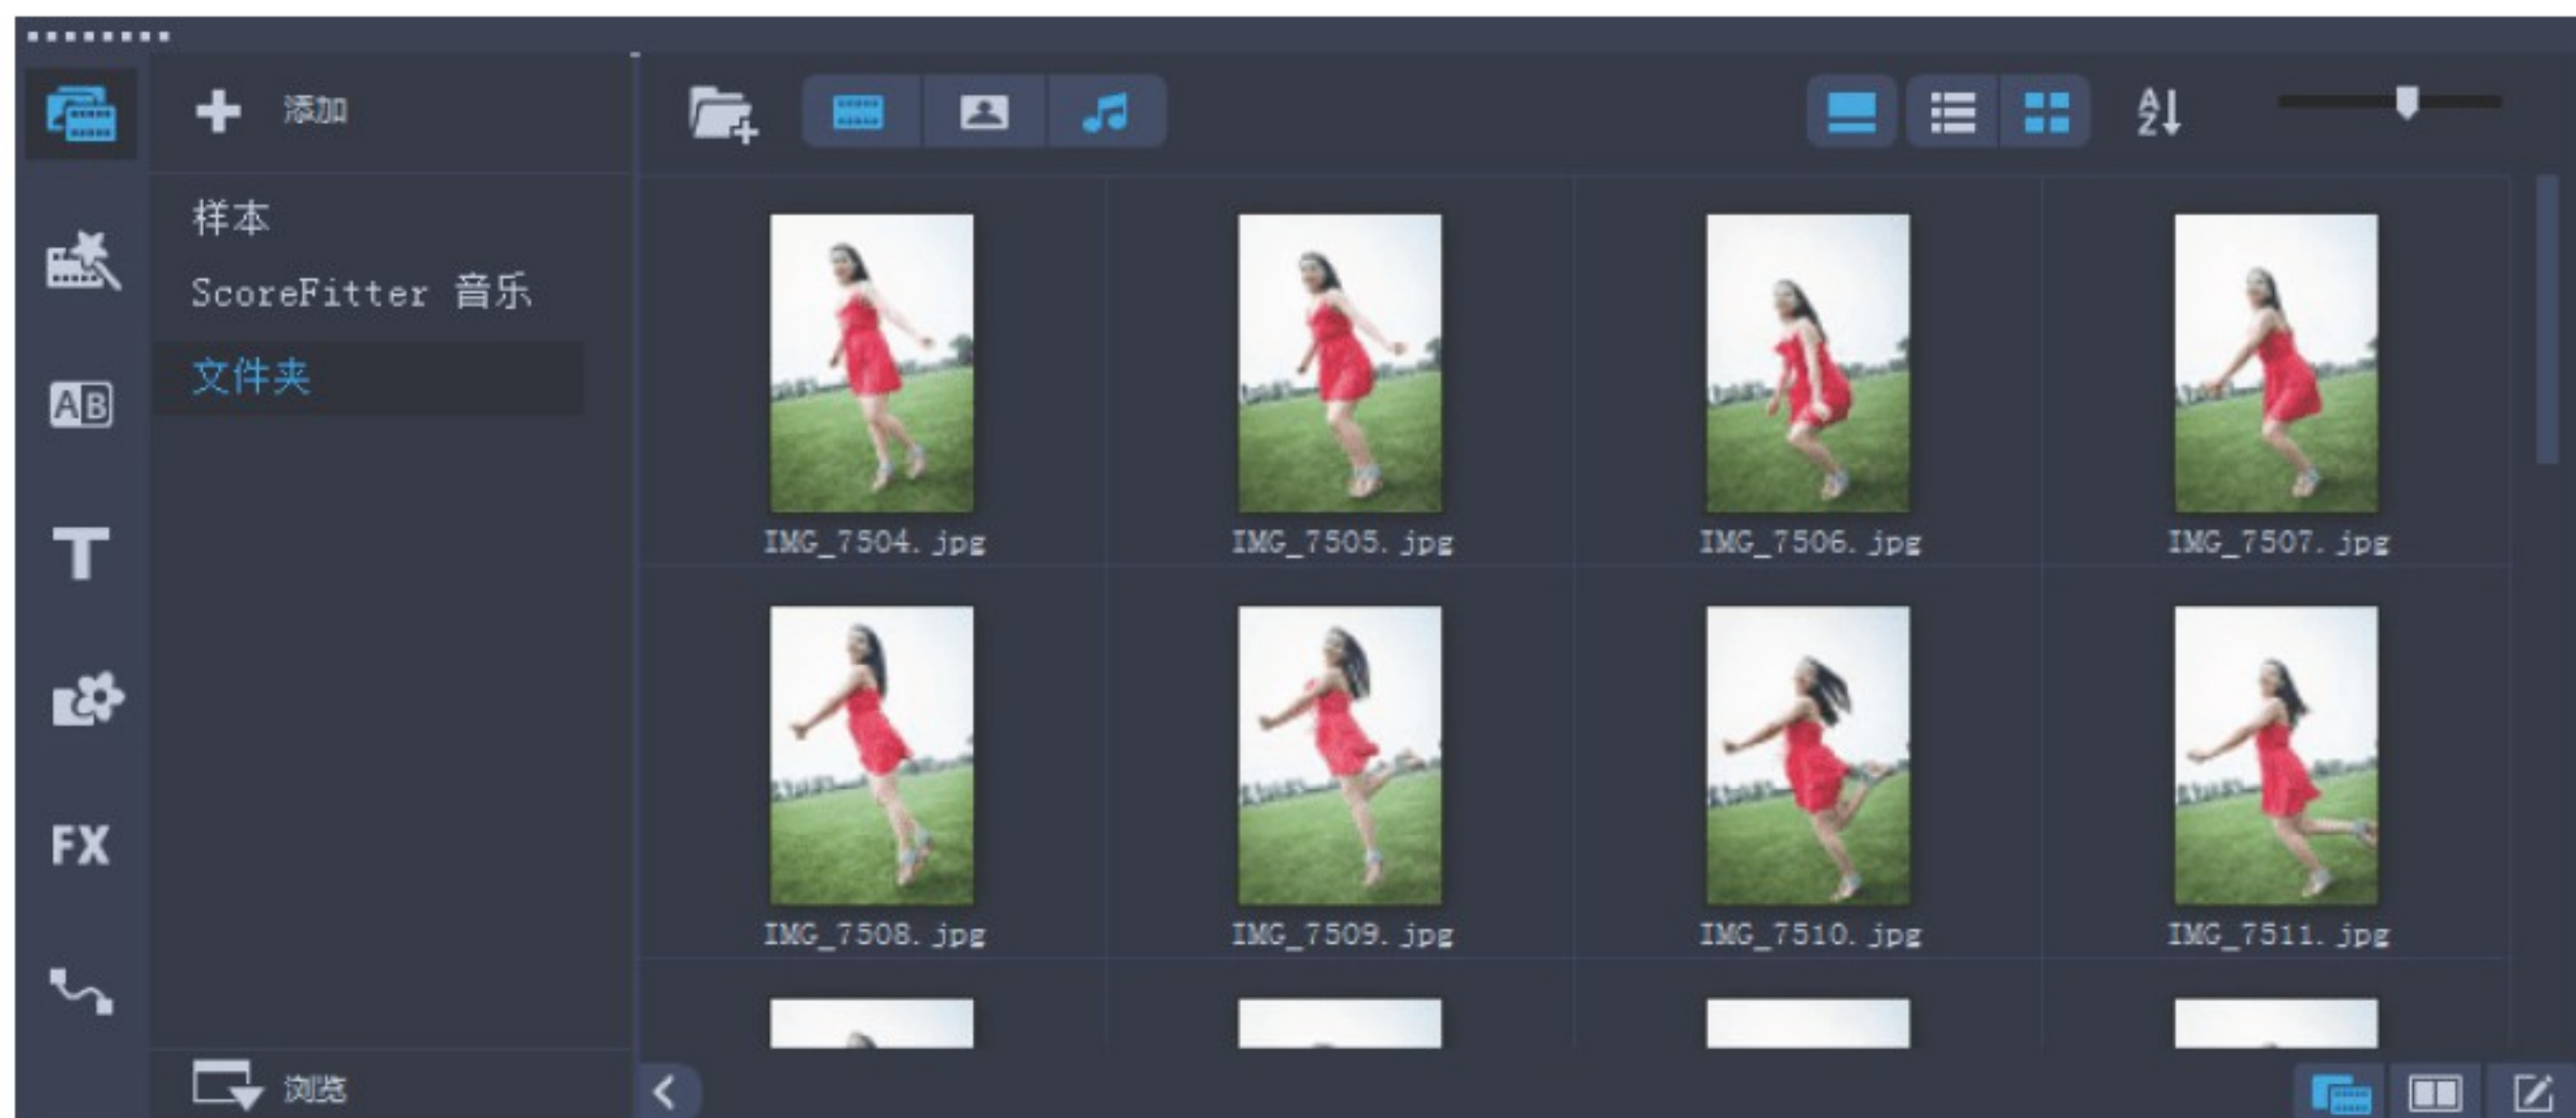 添加
样本
ScoreFitter 音乐
文件夹
AB
T
FX
浏览
A
Z
IMG_7504.jpg
IMG_7505.jpg
IMG_7506.jpg
IMG_7507.jpg
IMG_7508.jpg
IMG_7509.jpg
IMG_7510.jpg
IMG_7511.jpg